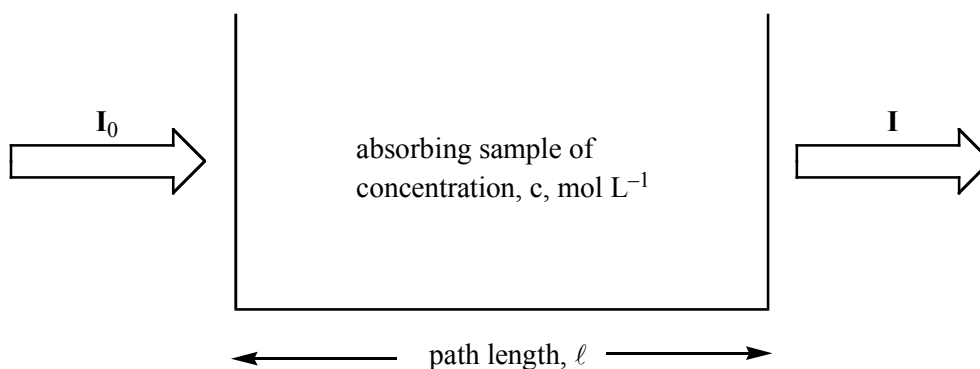 I₀
I
absorbing sample of
concentration, c, mol L⁻¹
path length, ℓ